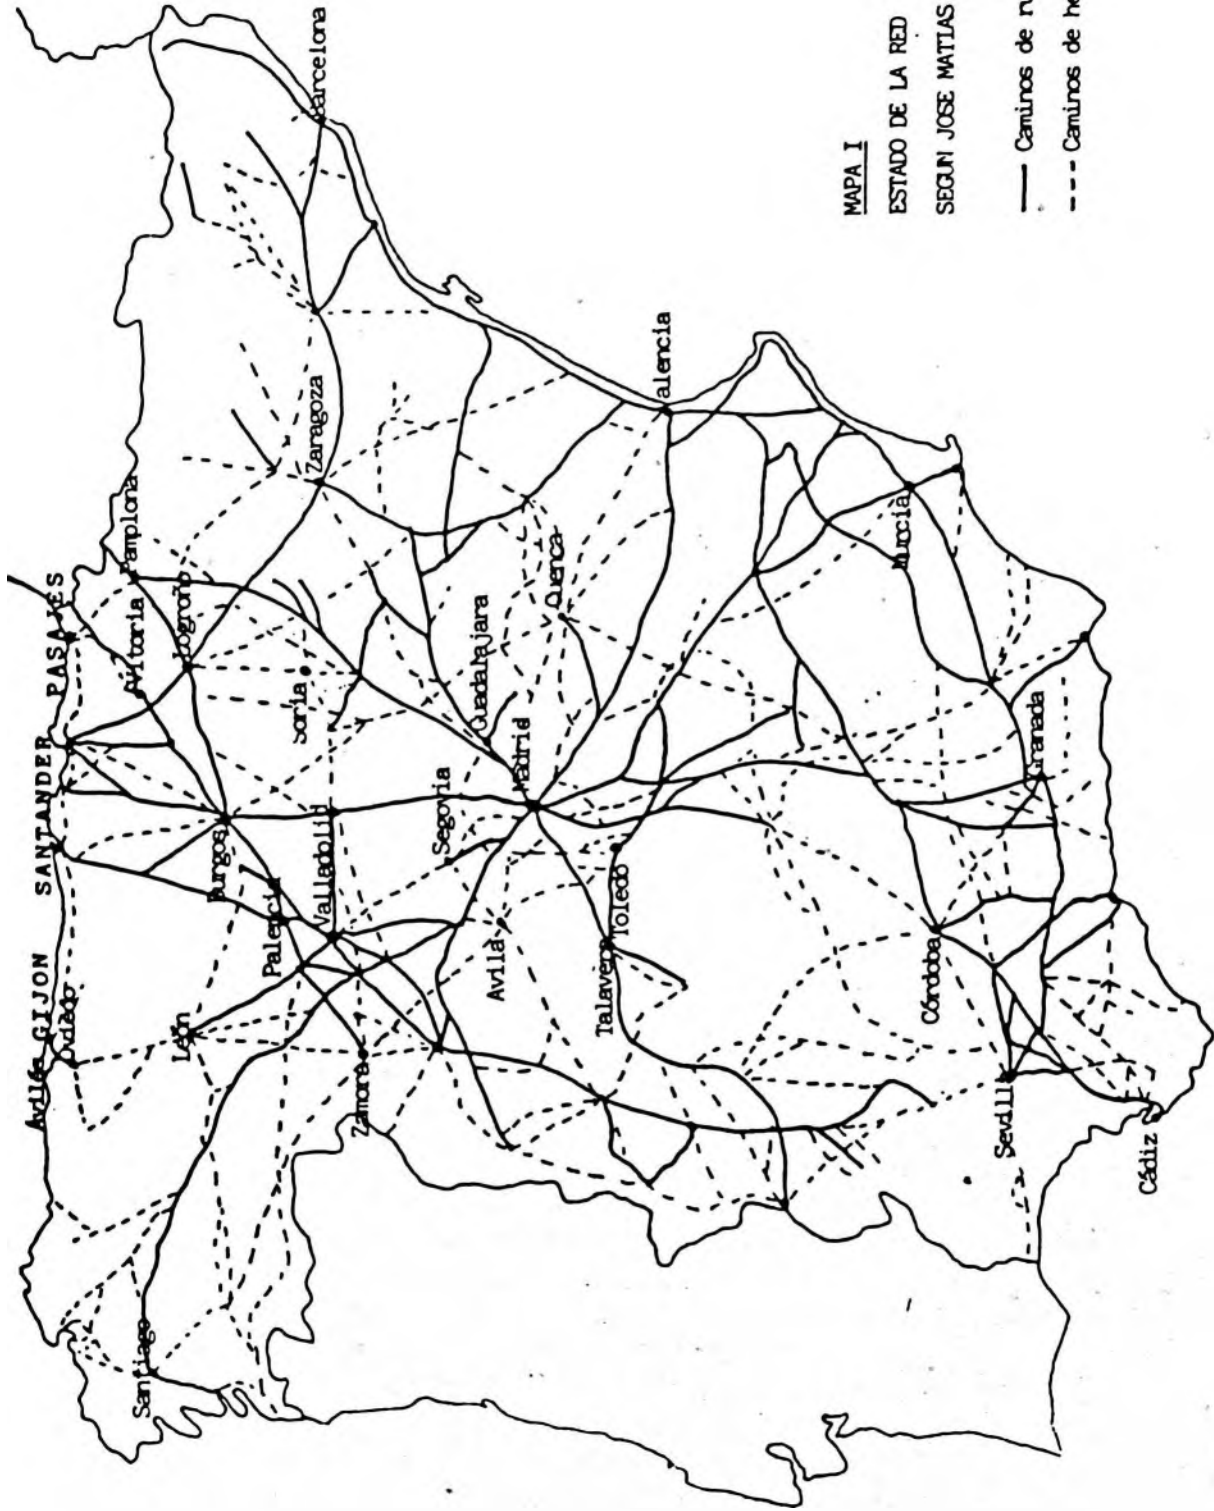 Avilés
GIJON
SANTANDER
PASAJES
Oviedo
Vitoria
Pamplona
Santiago
León
Burgos
Logroño
Palencia
Valladolid
Soria
Zaragoza
Barcelona
Zamora
Segovia
Guadalajara
Avila
Madrid
Cuenca
Talavera
Toledo
alencia
Córdoba
Murcia
Sevilla
Granada
Cádiz
MAPA I
ESTADO DE LA RED
SEGUN JOSE MATIAS
Caminos de
Caminos de